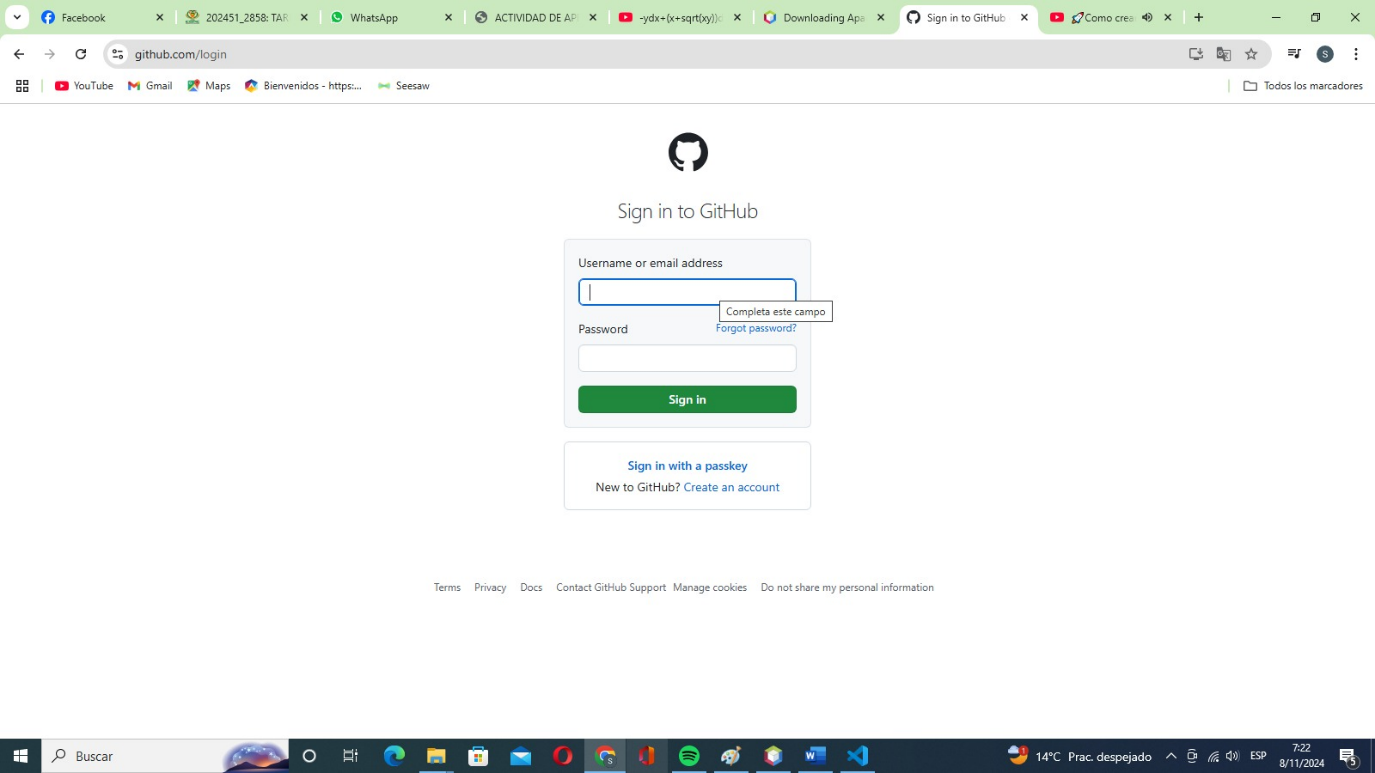 Facebook
202451_2858: TAR
WhatsApp
ACTIVIDAD DE AP
-ydx+(x+sqrt(xy))d
Downloading Apa
Sign in to GitHub
🚀Como crea
github.com/login
YouTube
Gmail
Maps
Bienvenidos - https:...
Seesaw
Todos los marcadores
Sign in to GitHub
Username or email address
Completa este campo
Password
Forgot password?
Sign in
Sign in with a passkey
New to GitHub? Create an account
Terms
Privacy
Docs
Contact GitHub Support
Manage cookies
Do not share my personal information
Buscar
14°C Prac. despejado
ESP
7:22
8/11/2024